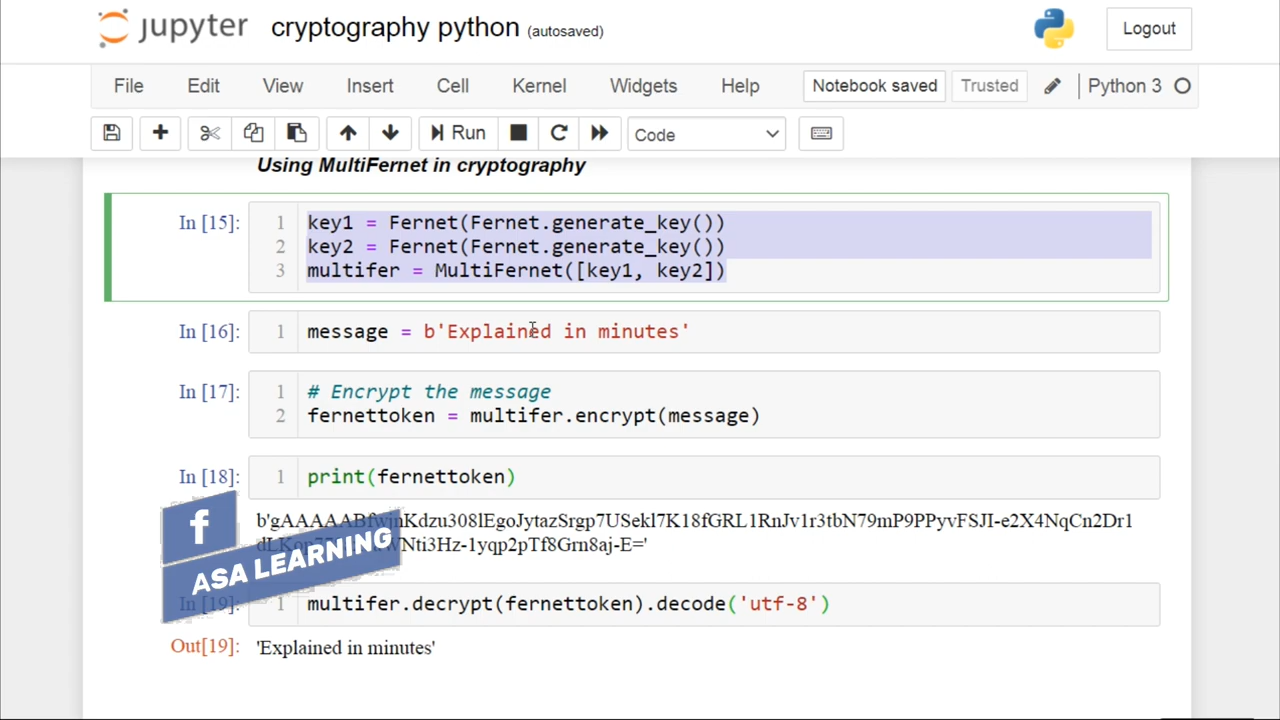 jupyter cryptography python (autosaved) Logout
File Edit View Insert Cell Kernel Widgets Help Notebook saved Trusted Python 3
Run Code
Using MultiFernet in cryptography
In [15]: 1 key1 = Fernet(Fernet.generate_key())
2 key2 = Fernet(Fernet.generate_key())
3 multifer = MultiFernet([key1, key2])
In [16]: 1 message = b'Explained in minutes'
In [17]: 1 # Encrypt the message
2 fernettoken = multifer.encrypt(message)
In [18]: 1 print(fernettoken)
f
ASA LEARNING
In [19]: 1 multifer.decrypt(fernettoken).decode('utf-8')
Out[19]: 'Explained in minutes'